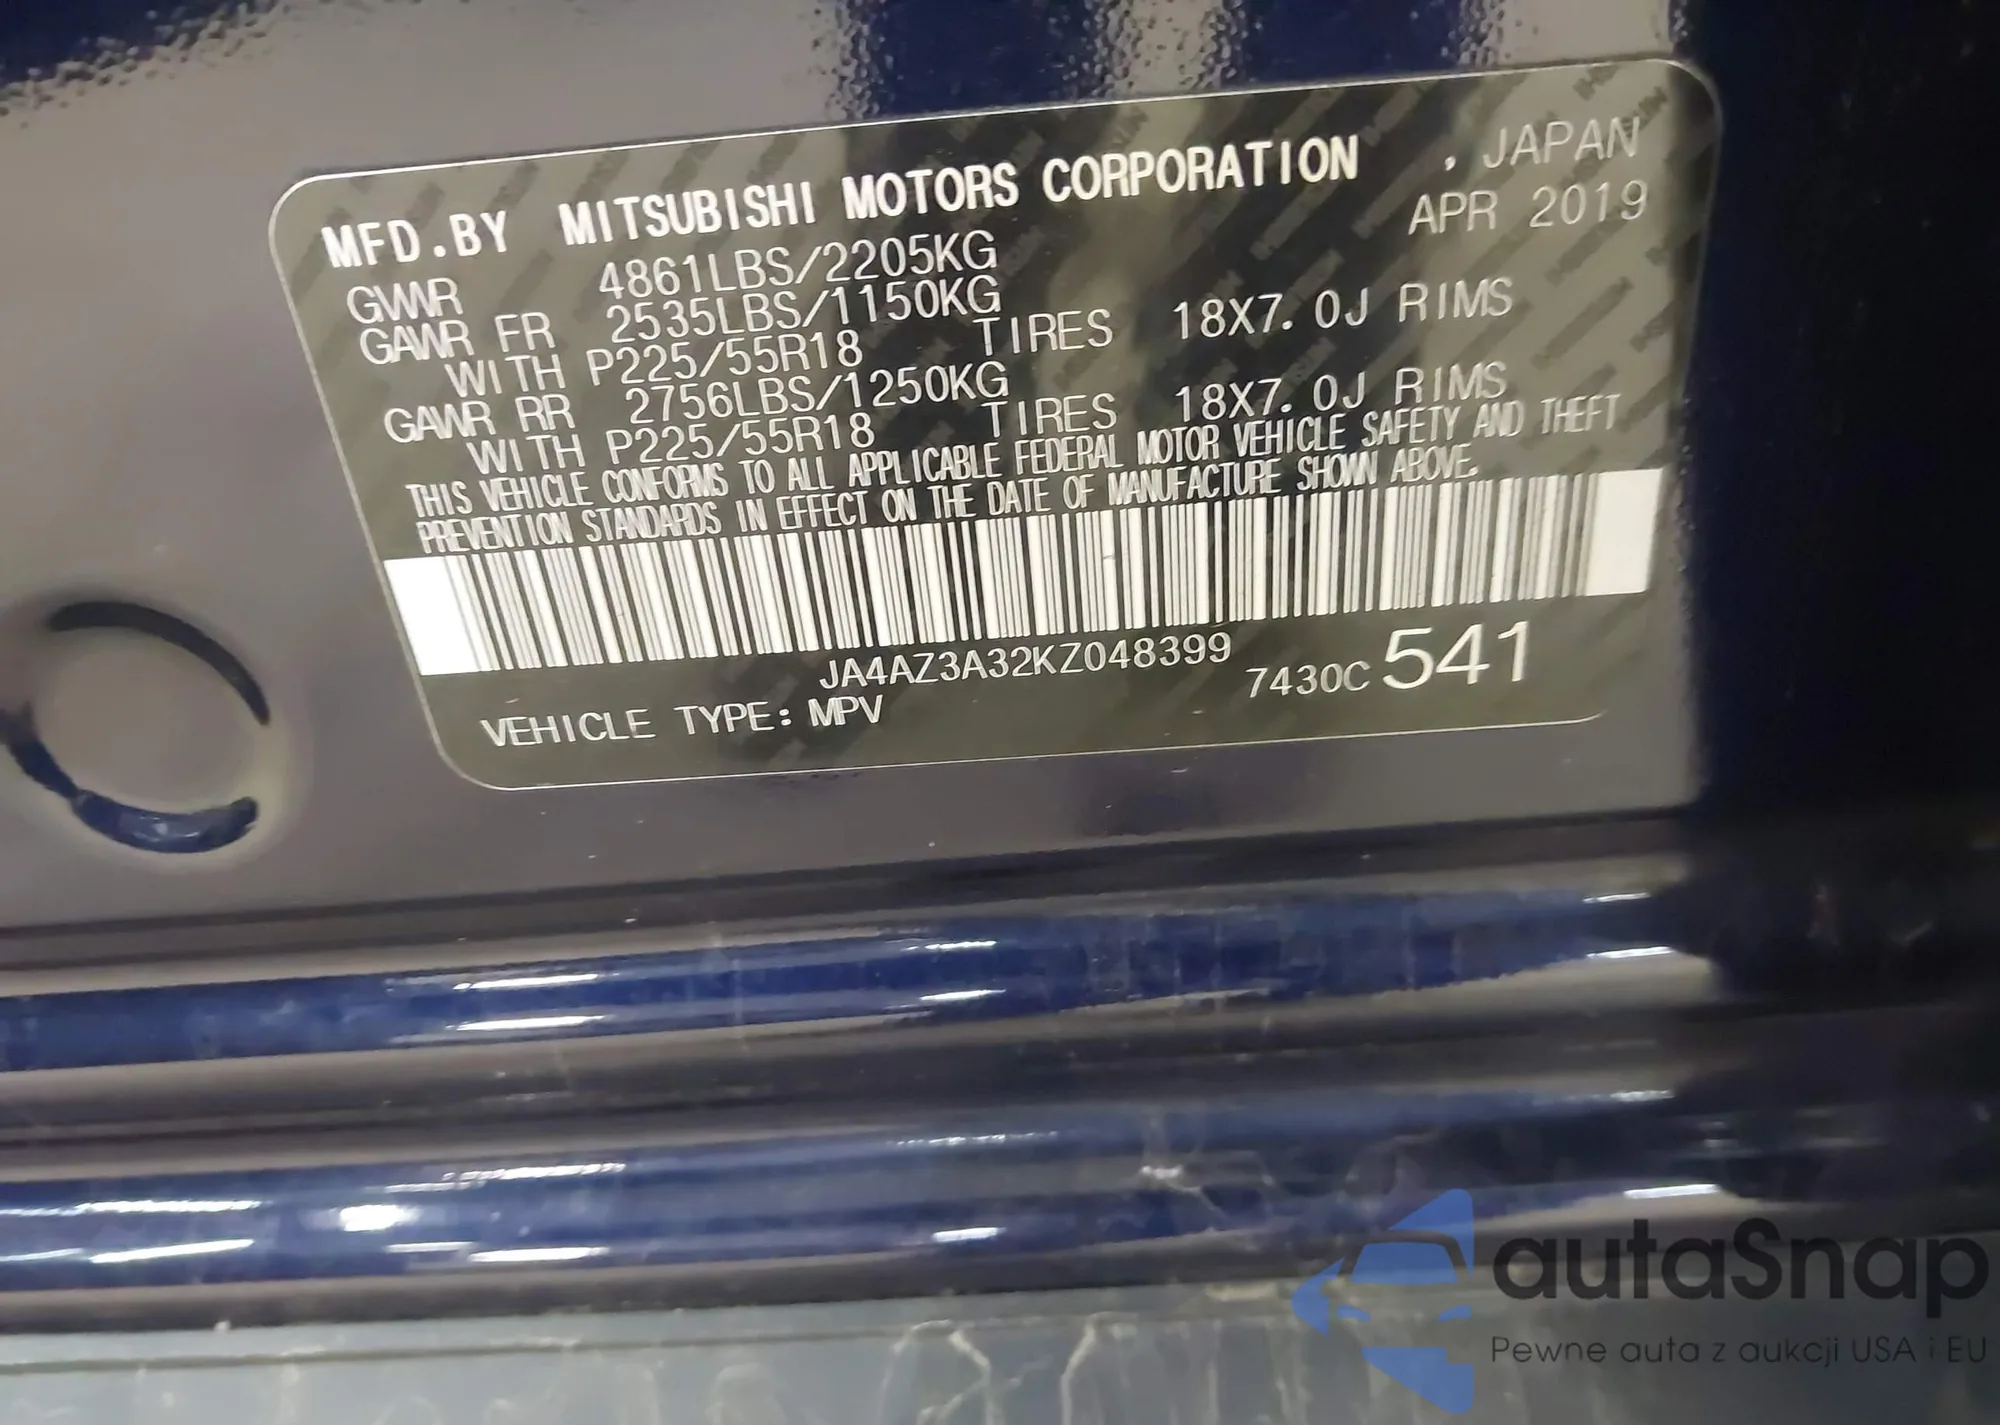 MFD.BY MITSUBISHI MOTORS CORPORATION , JAPAN
GVWR 4861LBS/2205KG APR 2019
GAWR FR 2535LBS/1150KG
WITH P225/55R18 TIRES 18X7.0J RIMS
GAWR RR 2756LBS/1250KG
WITH P225/55R18 TIRES 18X7.0J RIMS
THIS VEHICLE CONFORMS TO ALL APPLICABLE FEDERAL MOTOR VEHICLE SAFETY AND THEFT
PREVENTION STANDARDS IN EFFECT ON THE DATE OF MANUFACTURE SHOWN ABOVE.
JA4AZ3A32KZ048399
VEHICLE TYPE: MPV 7430C 541
autaSnap
Pewne auta z aukcji USA i EU